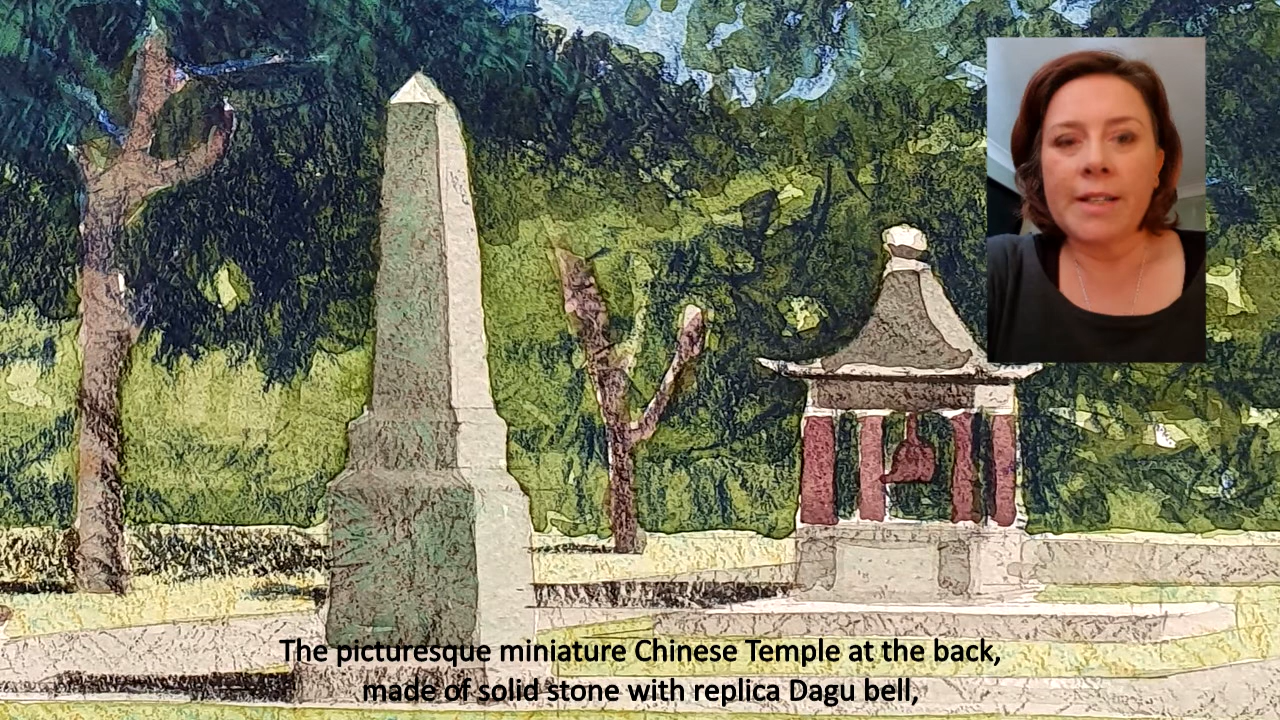 The picturesque miniature Chinese Temple at the back,
made of solid stone with replica Dagu bell,